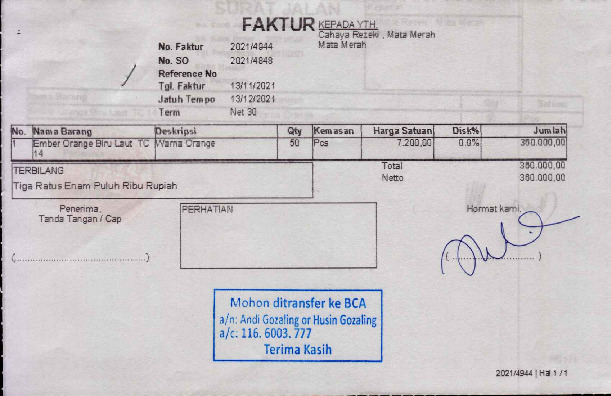 SURAT JALAN
FAKTUR
KEPADA YTH.
Cahaya Rezeki , Mata Merah
Mata Merah
No. Faktur 2021/4944
No. SO 2021/4848
Reference No
Tgl. Faktur 13/11/2021
Jatuh Tempo 13/12/2021
Term Net 30
No. Nama Barang Deskripsi Qty Kemasan Harga Satuan Disk% Jumlah
1 Ember Orange Biru Laut TC 14 Warna Orange 50 Pcs 7.200,00 0.0% 360.000,00
Total 360.000,00
Netto 360.000,00
TERBILANG
Tiga Ratus Enam Puluh Ribu Rupiah
Penerima,
Tanda Tangan / Cap
PERHATIAN
Hormat kami,
(............................................)
(............................)
Mohon ditransfer ke BCA
a/n: Andi Gozaling or Husin Gozaling
a/c: 116. 6003. 777
Terima Kasih
2021/4944 | Hal 1 / 1